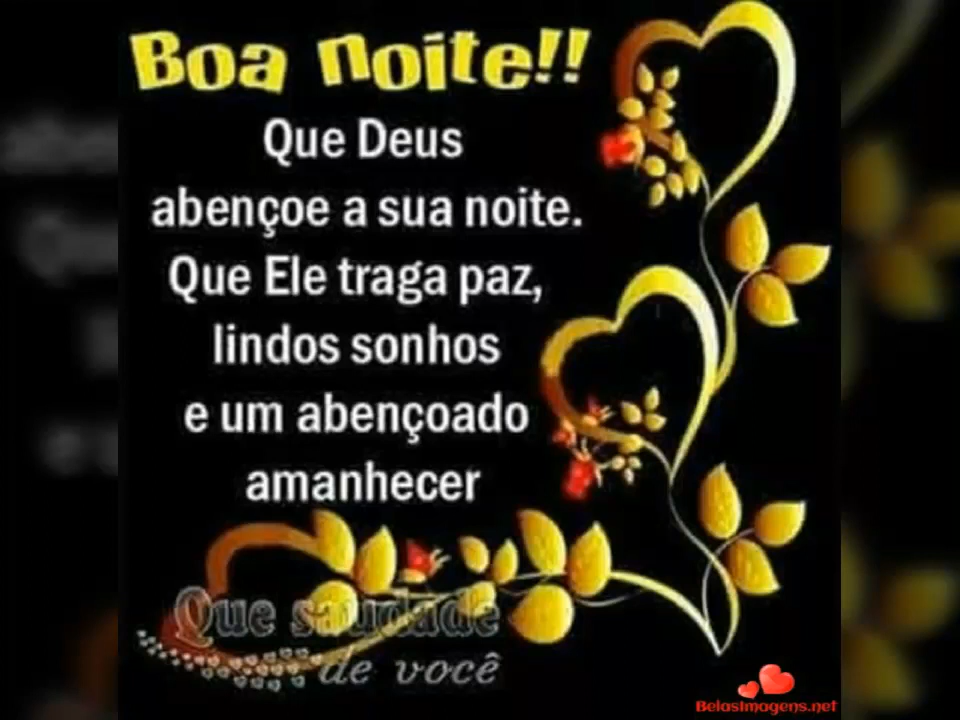 Boa noite!!
Que Deus
abençoe a sua noite.
Que Ele traga paz,
lindos sonhos
e um abençoado
amanhecer
Que saudade
de você
BelasImagens.net